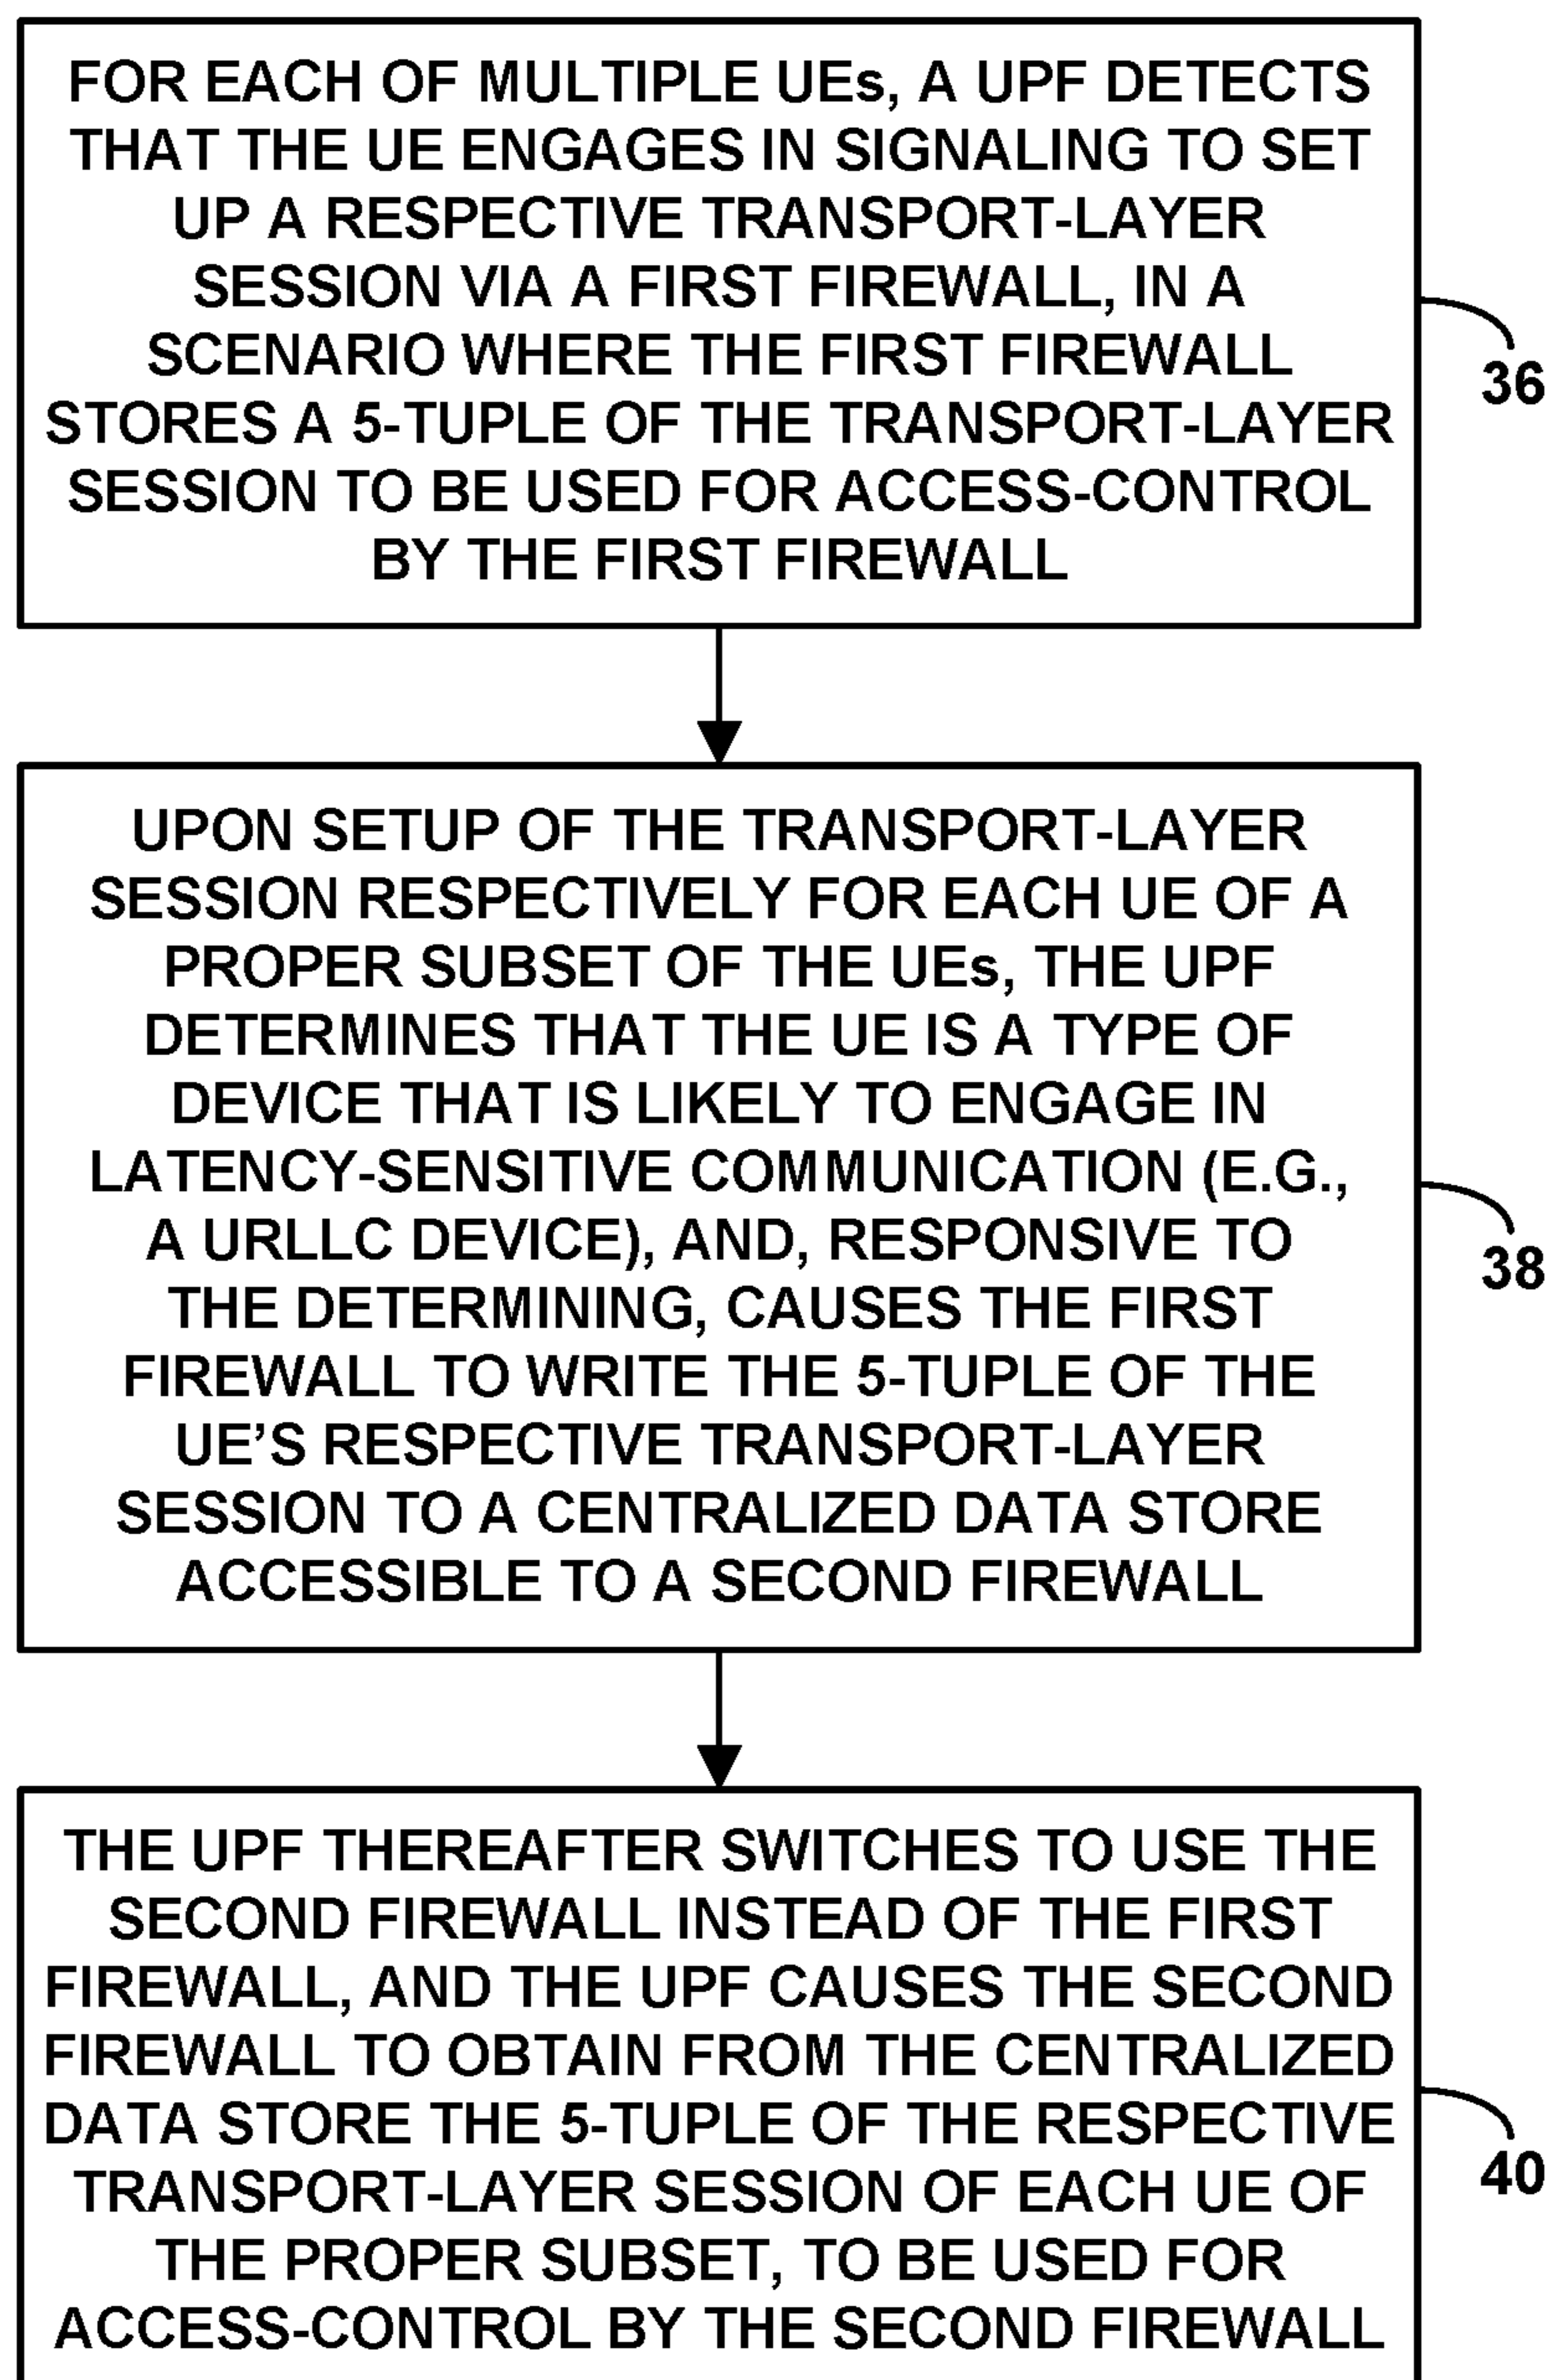 FOR EACH OF MULTIPLE UEs, A UPF DETECTS
THAT THE UE ENGAGES IN SIGNALING TO SET
UP A RESPECTIVE TRANSPORT-LAYER
SESSION VIA A FIRST FIREWALL, IN A
SCENARIO WHERE THE FIRST FIREWALL
STORES A 5-TUPLE OF THE TRANSPORT-LAYER
SESSION TO BE USED FOR ACCESS-CONTROL
BY THE FIRST FIREWALL
36
UPON SETUP OF THE TRANSPORT-LAYER
SESSION RESPECTIVELY FOR EACH UE OF A
PROPER SUBSET OF THE UEs, THE UPF
DETERMINES THAT THE UE IS A TYPE OF
DEVICE THAT IS LIKELY TO ENGAGE IN
LATENCY-SENSITIVE COMMUNICATION (E.G.,
A URLLC DEVICE), AND, RESPONSIVE TO
THE DETERMINING, CAUSES THE FIRST
FIREWALL TO WRITE THE 5-TUPLE OF THE
UE’S RESPECTIVE TRANSPORT-LAYER
SESSION TO A CENTRALIZED DATA STORE
ACCESSIBLE TO A SECOND FIREWALL
38
THE UPF THEREAFTER SWITCHES TO USE THE
SECOND FIREWALL INSTEAD OF THE FIRST
FIREWALL, AND THE UPF CAUSES THE SECOND
FIREWALL TO OBTAIN FROM THE CENTRALIZED
DATA STORE THE 5-TUPLE OF THE RESPECTIVE
TRANSPORT-LAYER SESSION OF EACH UE OF
THE PROPER SUBSET, TO BE USED FOR
ACCESS-CONTROL BY THE SECOND FIREWALL
40